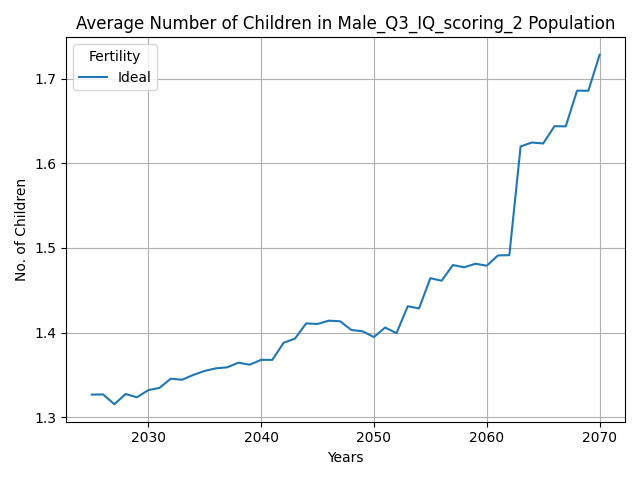 Average Number of Children in Male_Q3_IQ_scoring_2 Population
Fertility
Ideal
No. of Children
1.7
1.6
1.5
1.4
1.3
2030
2040
2050
2060
2070
Years